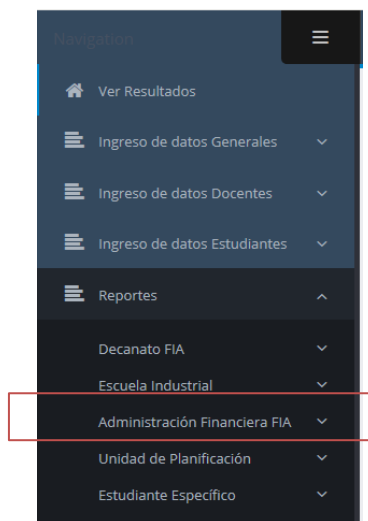 Navigation
Ver Resultados
Ingreso de datos Generales
Ingreso de datos Docentes
Ingreso de datos Estudiantes
Reportes
Decanato FIA
Escuela Industrial
Administración Financiera FIA
Unidad de Planificación
Estudiante Específico